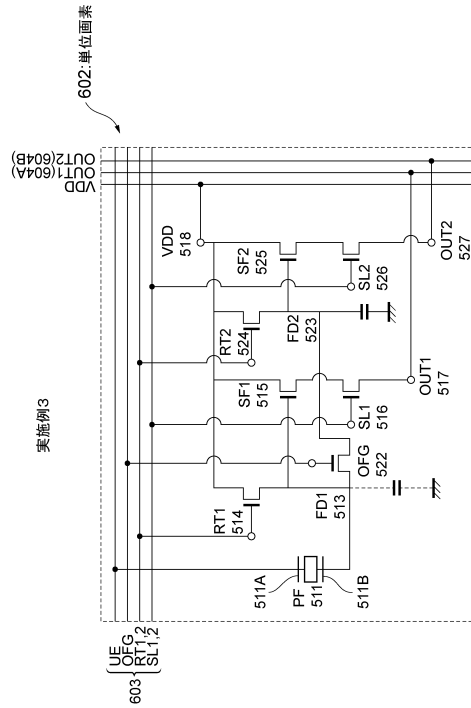 実施例3
602:単位画素
UE
OFG
RT1,2
SL1,2
603
VDD
OUT1(604A)
OUT2(604B)
VDD
518
RT1
514
SF1
515
RT2
524
SF2
525
SL1
516
SL2
526
FD1
513
FD2
523
OFG
522
OUT1
517
OUT2
527
511A
PF
511
511B